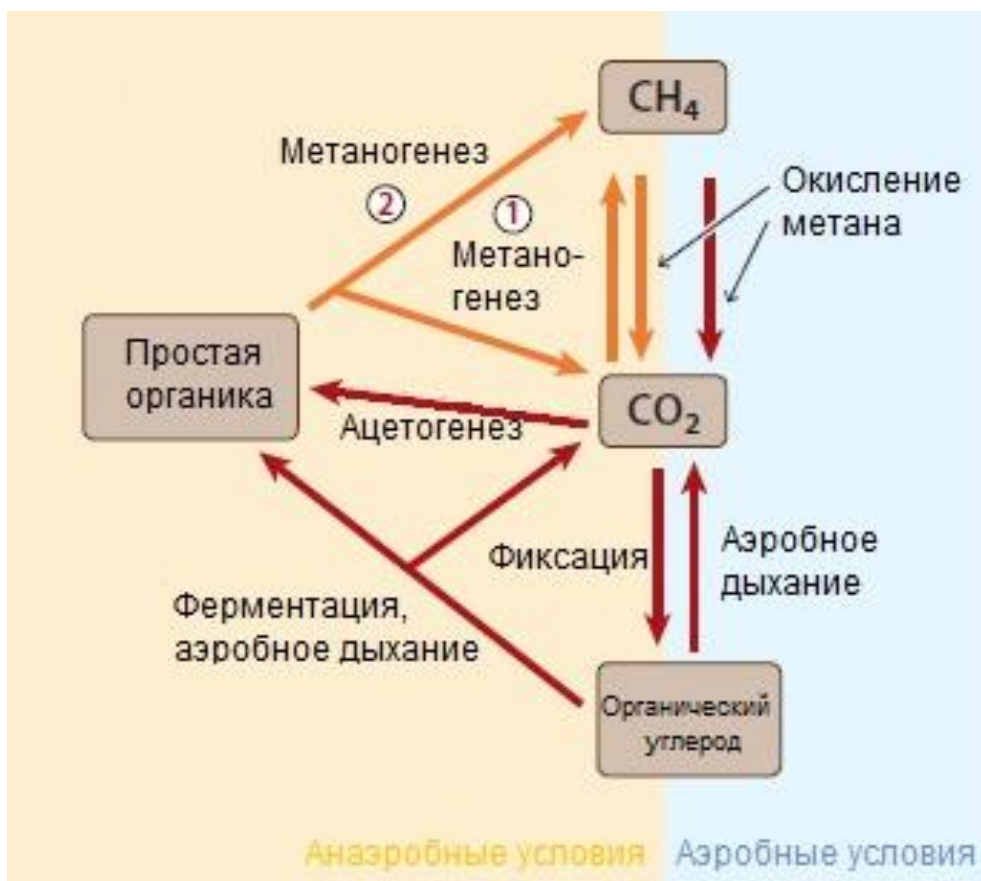 CH₄
Метаногенез
②
①
Метано-
генез
Окисление
метана
Простая
органика
CO₂
Ацетогенез
Фиксация
Аэробное
дыхание
Ферментация,
аэробное дыхание
Органический
углерод
Анаэробные условия
Аэробные условия